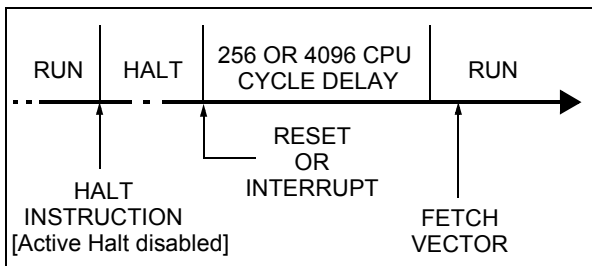 RUN
HALT
256 OR 4096 CPU
CYCLE DELAY
RUN
RESET
OR
INTERRUPT
HALT
INSTRUCTION
[Active Halt disabled]
FETCH
VECTOR